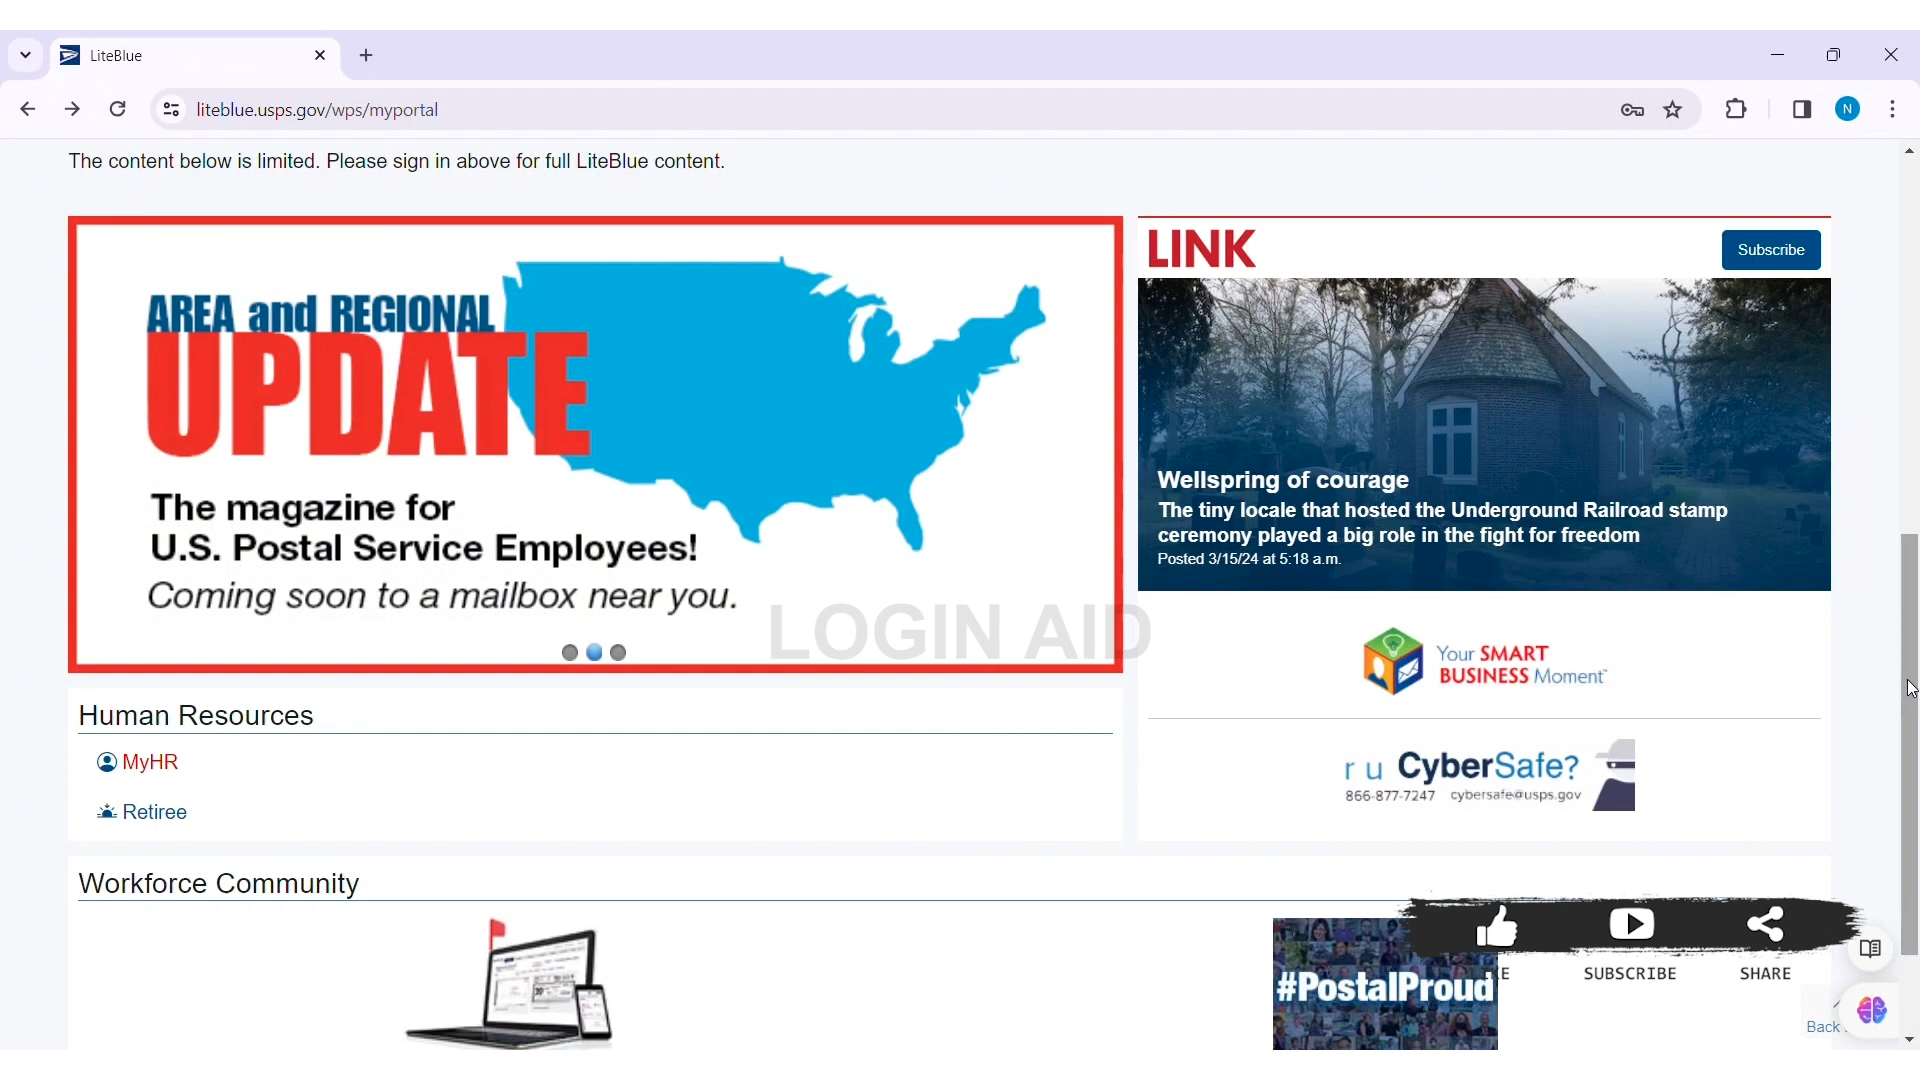 LiteBlue
liteblue.usps.gov/wps/myportal
N
The content below is limited. Please sign in above for full LiteBlue content.
AREA and REGIONAL
UPDATE
The magazine for
U.S. Postal Service Employees!
Coming soon to a mailbox near you.
LINK
Subscribe
Wellspring of courage
The tiny locale that hosted the Underground Railroad stamp
ceremony played a big role in the fight for freedom
Posted 3/15/24 at 5:18 a.m.
LOGIN AID
Your SMART
BUSINESS Moment™
r u CyberSafe?
866-877-7247 cybersafe@usps.gov
Human Resources
MyHR
Retiree
Workforce Community
#PostalProud
SUBSCRIBE
SHARE
Back